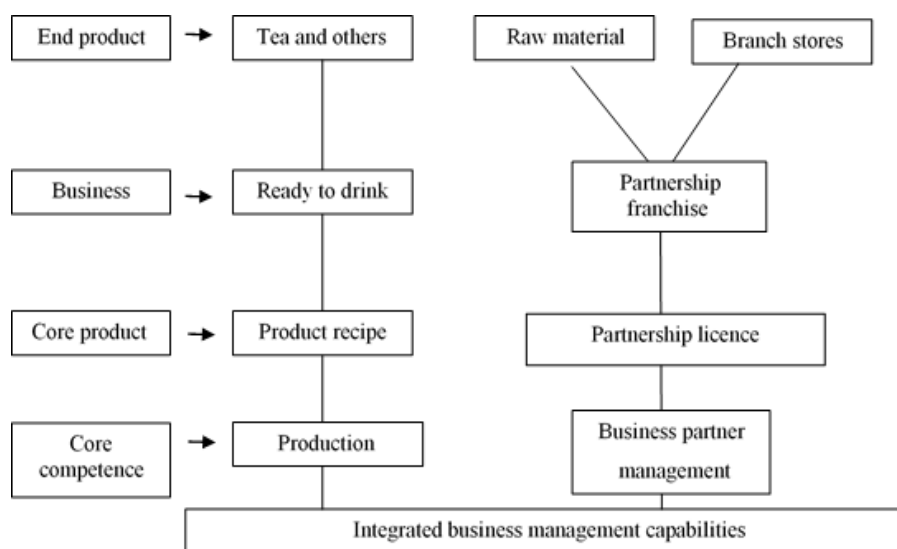 End product
Tea and others
Raw material
Branch stores
Business
Ready to drink
Partnership
franchise
Core product
Product recipe
Partnership licence
Core
competence
Production
Business partner
management
Integrated business management capabilities